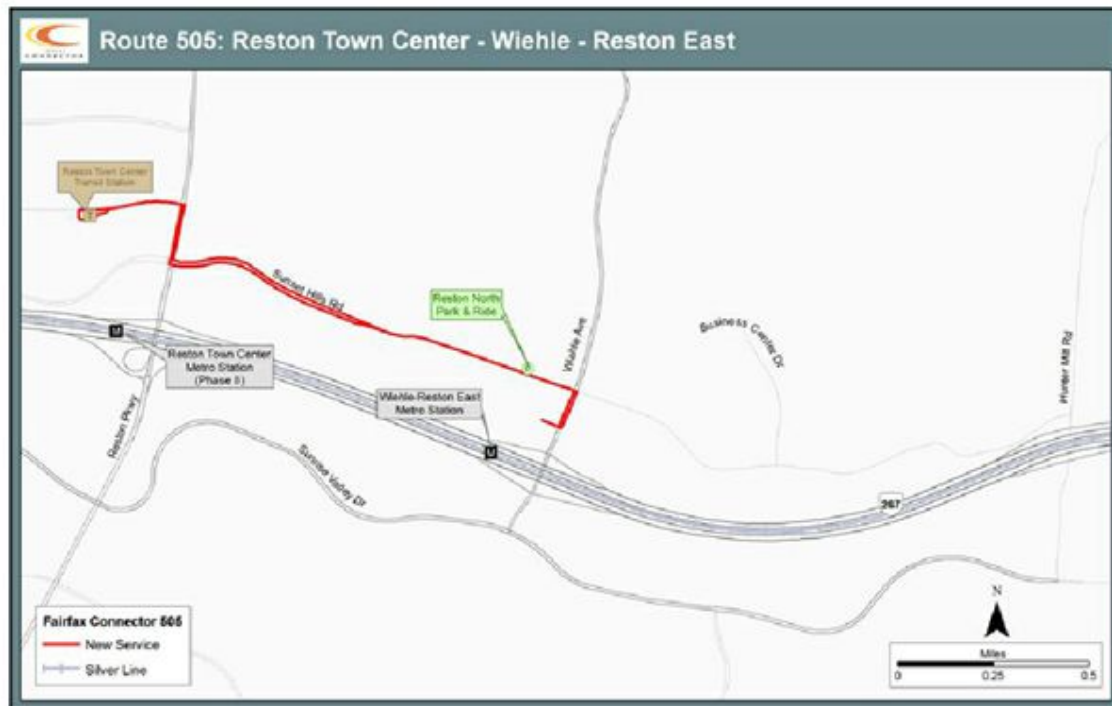 CONNECTOR
Route 505: Reston Town Center - Wiehle - Reston East
Reston Town Center
Transit Station
Sunset Hills Rd
Reston North
Park & Ride
Wiehle Ave
Business Center Dr
Hunter Mill Rd
Reston Town Center
Metro Station
(Phase II)
Wiehle-Reston East
Metro Station
Reston Pkwy
Sunrise Valley Dr
267
Fairfax Connector 505
New Service
Silver Line
N
Miles
0 0.25 0.5